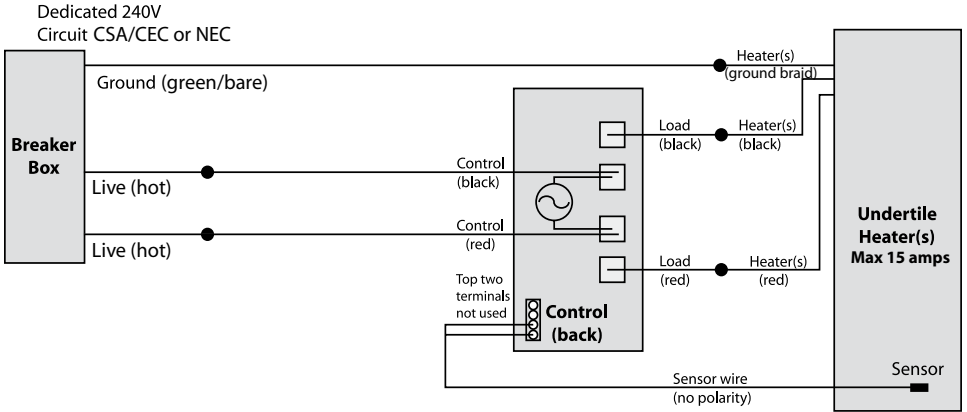 Dedicated 240V
Circuit CSA/CEC or NEC
Breaker
Box
Ground (green/bare)
Heater(s)
(ground braid)
Load
(black)
Heater(s)
(black)
Live (hot)
Control
(black)
Live (hot)
Control
(red)
Load
(red)
Heater(s)
(red)
Undertile
Heater(s)
Max 15 amps
Top two
terminals
not used
Control
(back)
Sensor wire
(no polarity)
Sensor